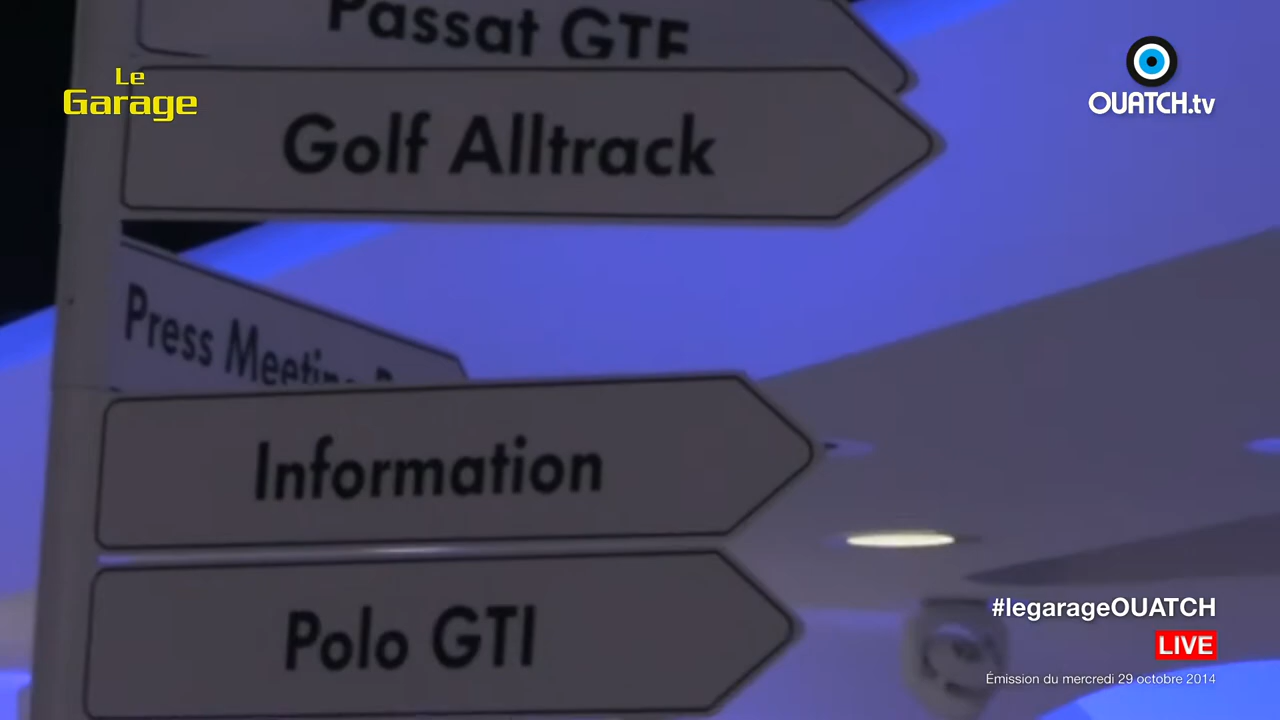 Passat GTE
Le
Garage
OUATCH.tv
Golf Alltrack
Press Meeting
Information
Polo GTI
#legarageOUATCH
LIVE
Émission du mercredi 29 octobre 2014